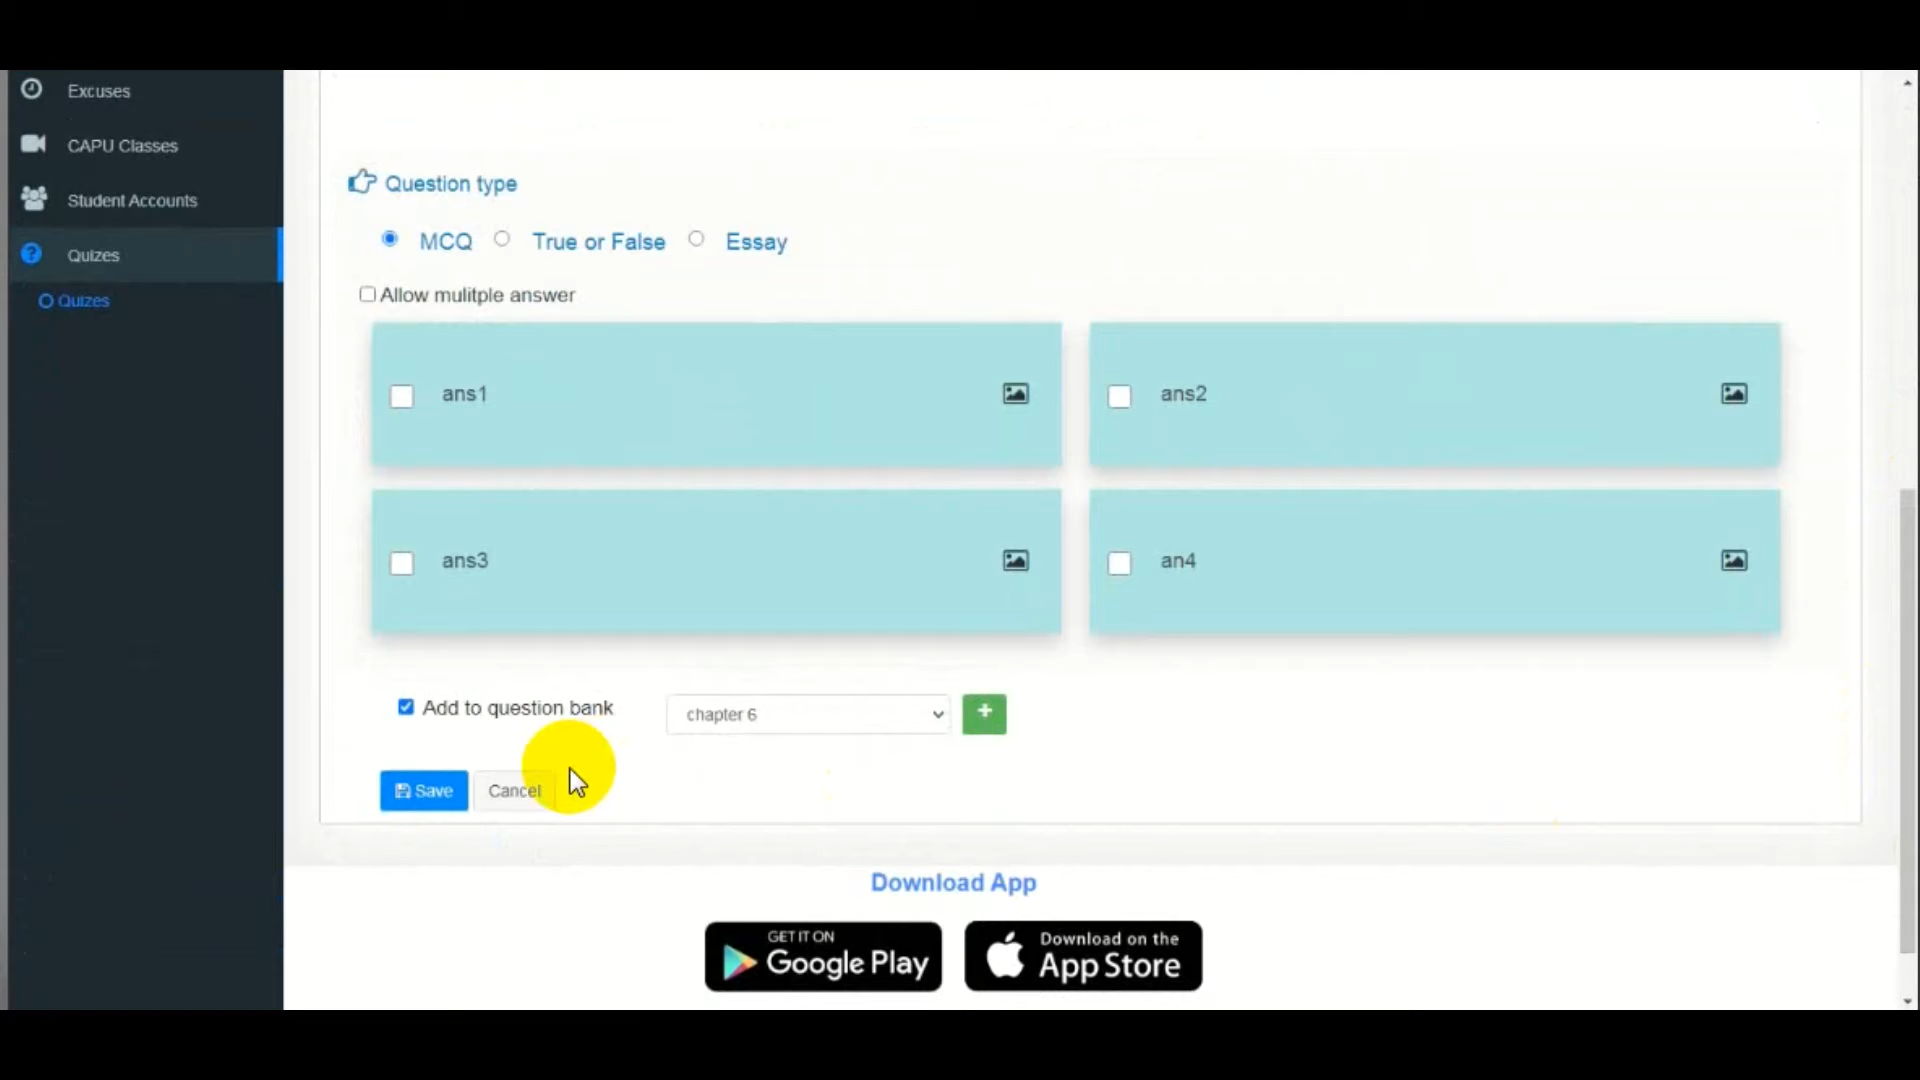 Excuses
CAPU Classes
Student Accounts
Quizes
Quizes
Question type
MCQ True or False Essay
Allow mulitple answer
ans1
ans2
ans3
an4
Add to question bank
chapter 6
+
Save
Cancel
Download App
GET IT ON
Google Play
Download on the
App Store